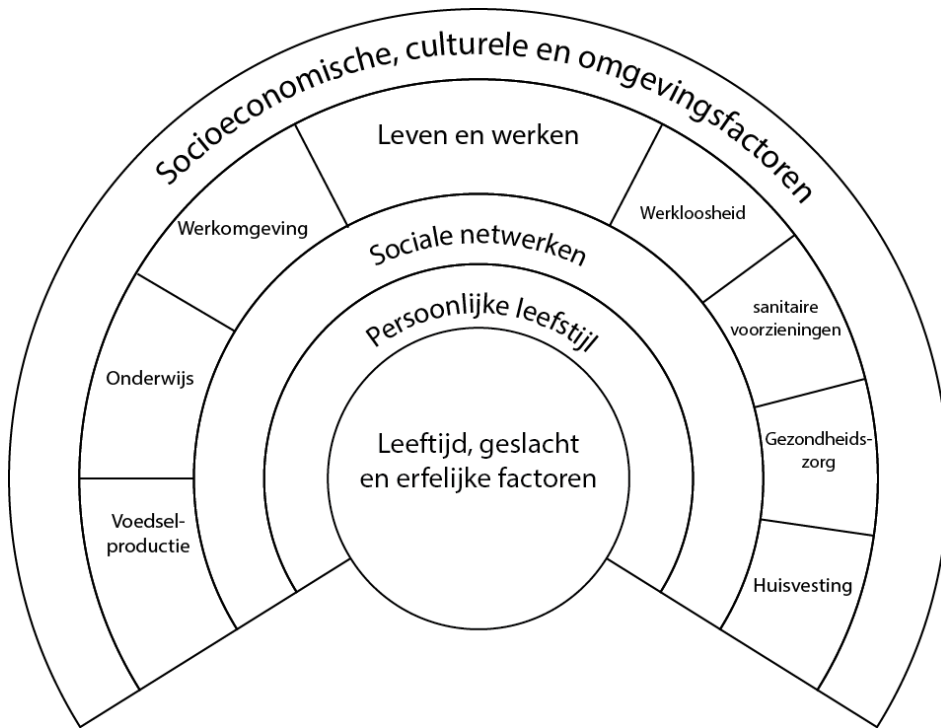 Socioeconomische, culturele en omgevingsfactoren
Leven en werken
Werkomgeving
Werkloosheid
Sociale netwerken
sanitaire
voorzieningen
Persoonlijke leefstijl
Onderwijs
Gezondheids-
zorg
Leeftijd, geslacht
en erfelijke factoren
Voedsel-
productie
Huisvesting